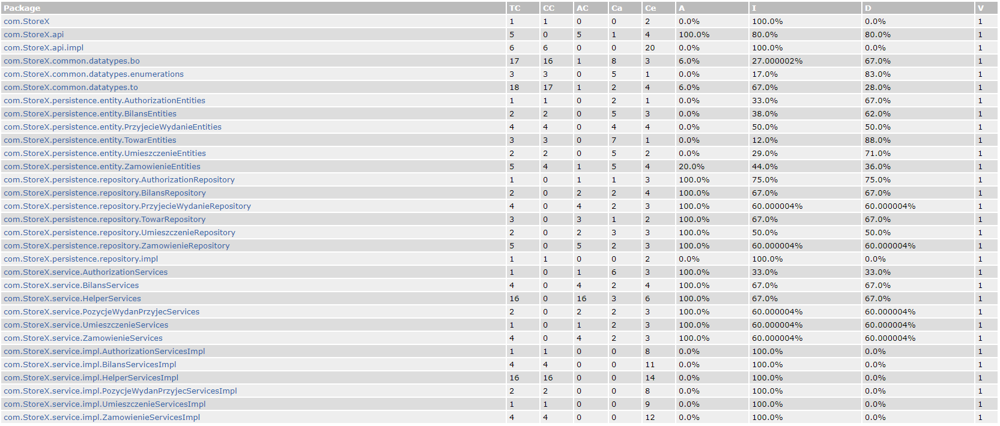 Package TC CC AC Ca Ce A I D V
com.StoreX 1 1 0 0 2 0.0% 100.0% 0.0% 1
com.StoreX.api 5 0 5 1 4 100.0% 80.0% 80.0% 1
com.StoreX.api.impl 6 6 0 0 20 0.0% 100.0% 0.0% 1
com.StoreX.common.datatypes.bo 17 16 1 8 3 6.0% 27.000002% 67.0% 1
com.StoreX.common.datatypes.enumerations 3 3 0 5 1 0.0% 17.0% 83.0% 1
com.StoreX.common.datatypes.to 18 17 1 2 4 6.0% 67.0% 28.0% 1
com.StoreX.persistence.entity.AuthorizationEntities 1 1 0 2 1 0.0% 33.0% 67.0% 1
com.StoreX.persistence.entity.BilansEntities 2 2 0 5 3 0.0% 38.0% 62.0% 1
com.StoreX.persistence.entity.PrzyjecieWydanieEntities 4 4 0 4 4 0.0% 50.0% 50.0% 1
com.StoreX.persistence.entity.TowarEntities 3 3 0 7 1 0.0% 12.0% 88.0% 1
com.StoreX.persistence.entity.UmieszczenieEntities 2 2 0 5 2 0.0% 29.0% 71.0% 1
com.StoreX.persistence.entity.ZamowienieEntities 5 4 1 5 4 20.0% 44.0% 36.0% 1
com.StoreX.persistence.repository.AuthorizationRepository 1 0 1 1 3 100.0% 75.0% 75.0% 1
com.StoreX.persistence.repository.BilansRepository 2 0 2 2 4 100.0% 67.0% 67.0% 1
com.StoreX.persistence.repository.PrzyjecieWydanieRepository 4 0 4 2 3 100.0% 60.000004% 60.000004% 1
com.StoreX.persistence.repository.TowarRepository 3 0 3 1 2 100.0% 67.0% 67.0% 1
com.StoreX.persistence.repository.UmieszczenieRepository 2 0 2 3 3 100.0% 50.0% 50.0% 1
com.StoreX.persistence.repository.ZamowienieRepository 5 0 5 2 3 100.0% 60.000004% 60.000004% 1
com.StoreX.persistence.repository.impl 1 1 0 0 2 0.0% 100.0% 0.0% 1
com.StoreX.service.AuthorizationServices 1 0 1 6 3 100.0% 33.0% 33.0% 1
com.StoreX.service.BilansServices 4 0 4 2 4 100.0% 67.0% 67.0% 1
com.StoreX.service.HelperServices 16 0 16 3 6 100.0% 67.0% 67.0% 1
com.StoreX.service.PozycjeWydanPrzyjecServices 2 0 2 2 3 100.0% 60.000004% 60.000004% 1
com.StoreX.service.UmieszczenieServices 1 0 1 2 3 100.0% 60.000004% 60.000004% 1
com.StoreX.service.ZamowienieServices 4 0 4 2 3 100.0% 60.000004% 60.000004% 1
com.StoreX.service.impl.AuthorizationServicesImpl 1 1 0 0 8 0.0% 100.0% 0.0% 1
com.StoreX.service.impl.BilansServicesImpl 4 4 0 0 11 0.0% 100.0% 0.0% 1
com.StoreX.service.impl.HelperServicesImpl 16 16 0 0 14 0.0% 100.0% 0.0% 1
com.StoreX.service.impl.PozycjeWydanPrzyjecServicesImpl 2 2 0 0 8 0.0% 100.0% 0.0% 1
com.StoreX.service.impl.UmieszczenieServicesImpl 1 1 0 0 9 0.0% 100.0% 0.0% 1
com.StoreX.service.impl.ZamowienieServicesImpl 4 4 0 0 12 0.0% 100.0% 0.0% 1